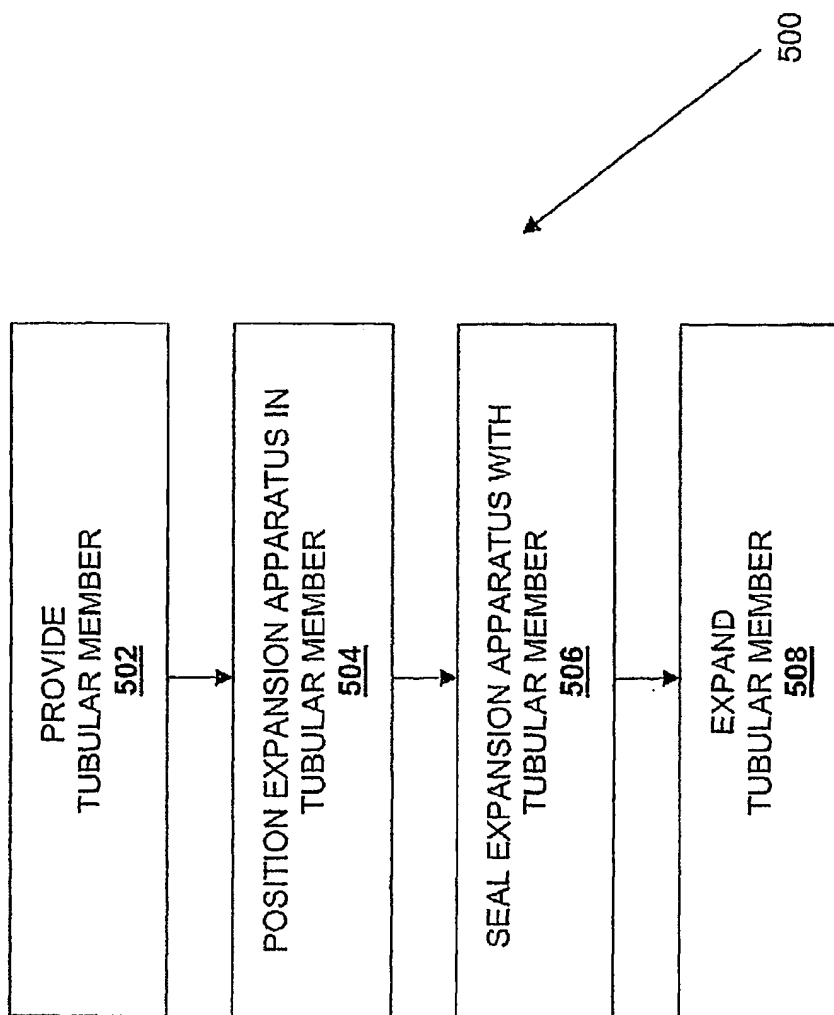 PROVIDE
TUBULAR MEMBER
502
POSITION EXPANSION APPARATUS IN
TUBULAR MEMBER
504
SEAL EXPANSION APPARATUS WITH
TUBULAR MEMBER
506
EXPAND
TUBULAR MEMBER
508
500